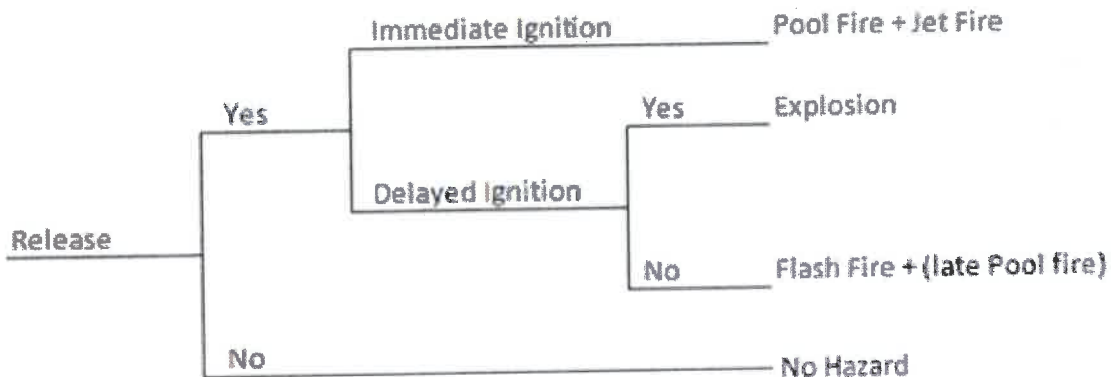 Immediate Ignition
Pool Fire + Jet Fire
Yes
Yes
Explosion
Delayed Ignition
Release
No
Flash Fire + (late Pool fire)
No
No Hazard